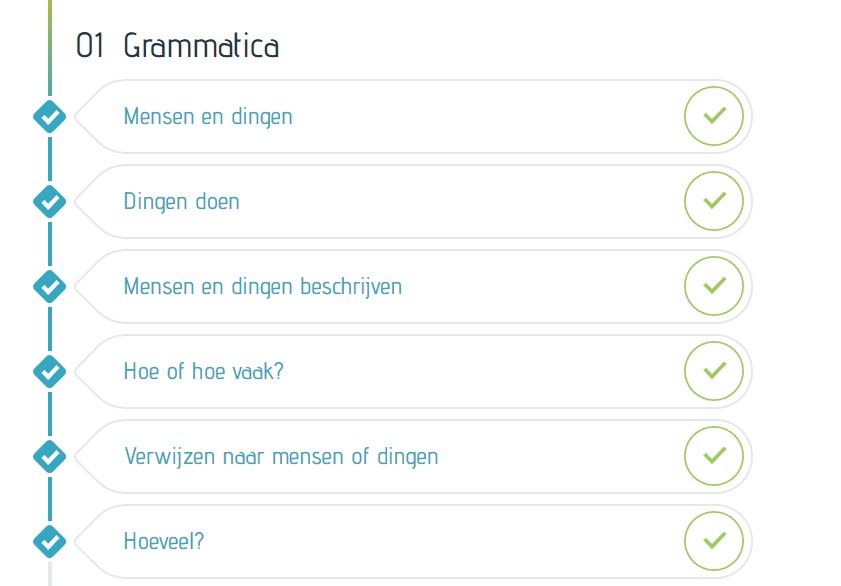 01 Grammatica
Mensen en dingen
Dingen doen
Mensen en dingen beschrijven
Hoe of hoe vaak?
Verwijzen naar mensen of dingen
Hoeveel?